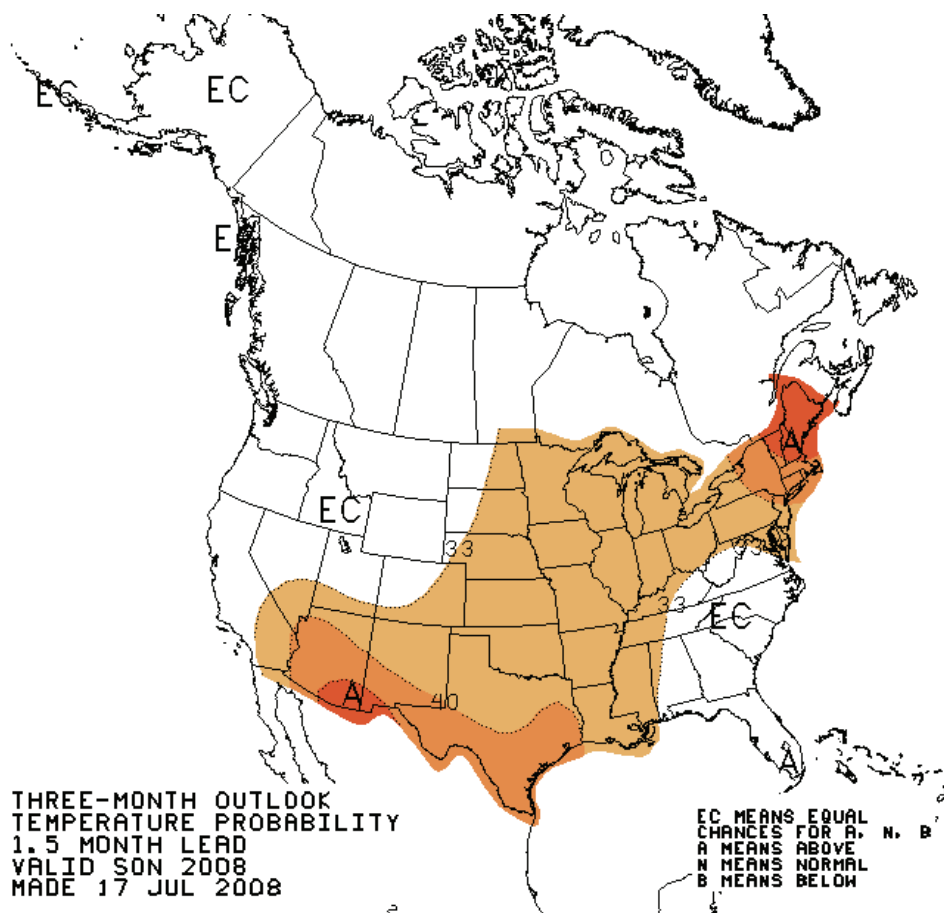 EC
EC
E
A
33
33
33
EC
EC
A
40
A
THREE-MONTH OUTLOOK
TEMPERATURE PROBABILITY
1.5 MONTH LEAD
VALID SON 2008
MADE 17 JUL 2008
EC MEANS EQUAL
CHANCES FOR A, N, B
A MEANS ABOVE
N MEANS NORMAL
B MEANS BELOW